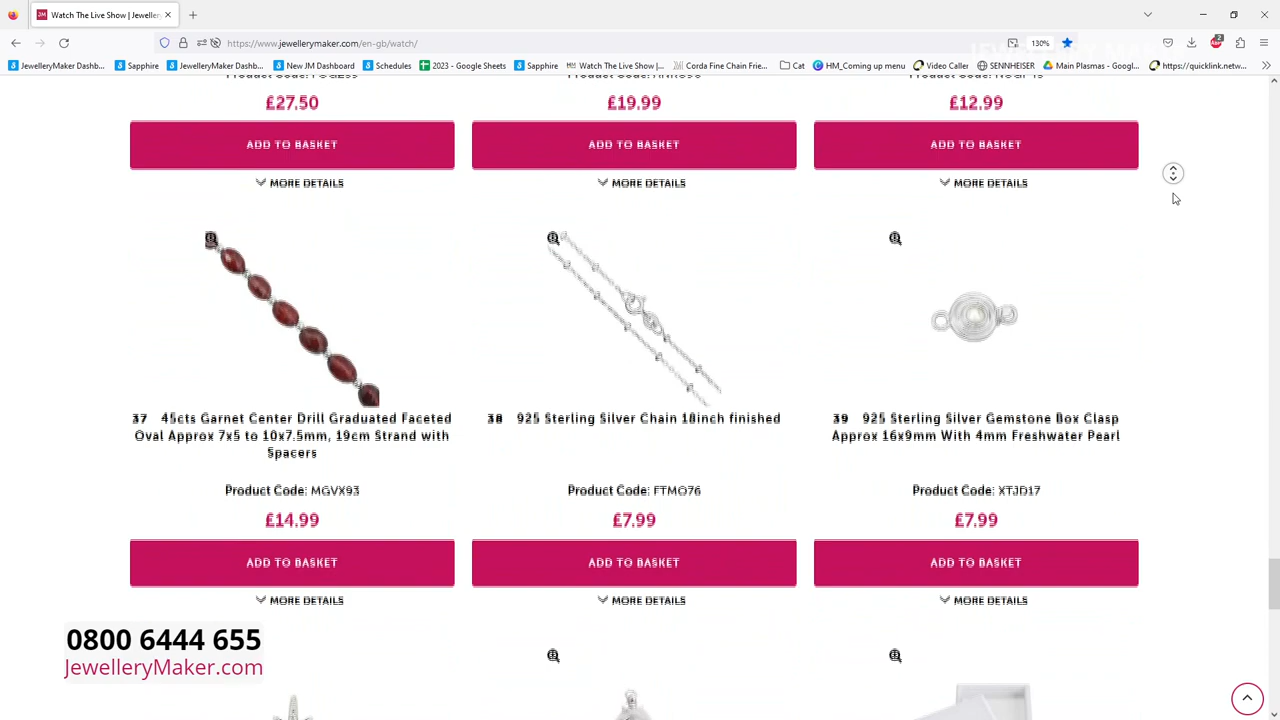 Watch The Live Show | Jeweller
https://www.jewellerymaker.com/en-gb/watch/
130%
2
JewelleryMaker Dashb...
Sapphire
JewelleryMaker Dashb...
New JM Dashboard
Schedules
2023 - Google Sheets
Sapphire
Watch The Live Show |...
Corda Fine Chain Frie...
Cat
HM_Coming up menu
Video Caller
SENNHEISER
Main Plasmas - Googl...
https://quicklink.netw...
£27.50
£19.99
£12.99
ADD TO BASKET
ADD TO BASKET
ADD TO BASKET
MORE DETAILS
MORE DETAILS
MORE DETAILS
37 45cts Garnet Center Drill Graduated Faceted
Oval Approx 7x5 to 10x7.5mm, 19cm Strand with
Spacers
38 925 Sterling Silver Chain 18inch finished
39 925 Sterling Silver Gemstone Box Clasp
Approx 16x9mm With 4mm Freshwater Pearl
Product Code: MGVX93
Product Code: FTMO76
Product Code: XTJD17
£14.99
£7.99
£7.99
ADD TO BASKET
ADD TO BASKET
ADD TO BASKET
MORE DETAILS
MORE DETAILS
MORE DETAILS
0800 6444 655
JewelleryMaker.com